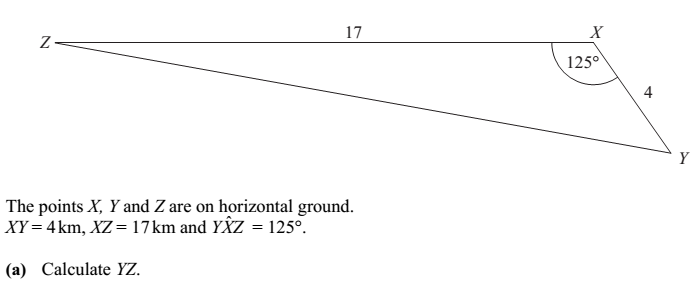 17
Z
X
125°
4
Y
The points X, Y and Z are on horizontal ground.
XY = 4 km, XZ = 17 km and YX̂Z = 125°.
(a) Calculate YZ.